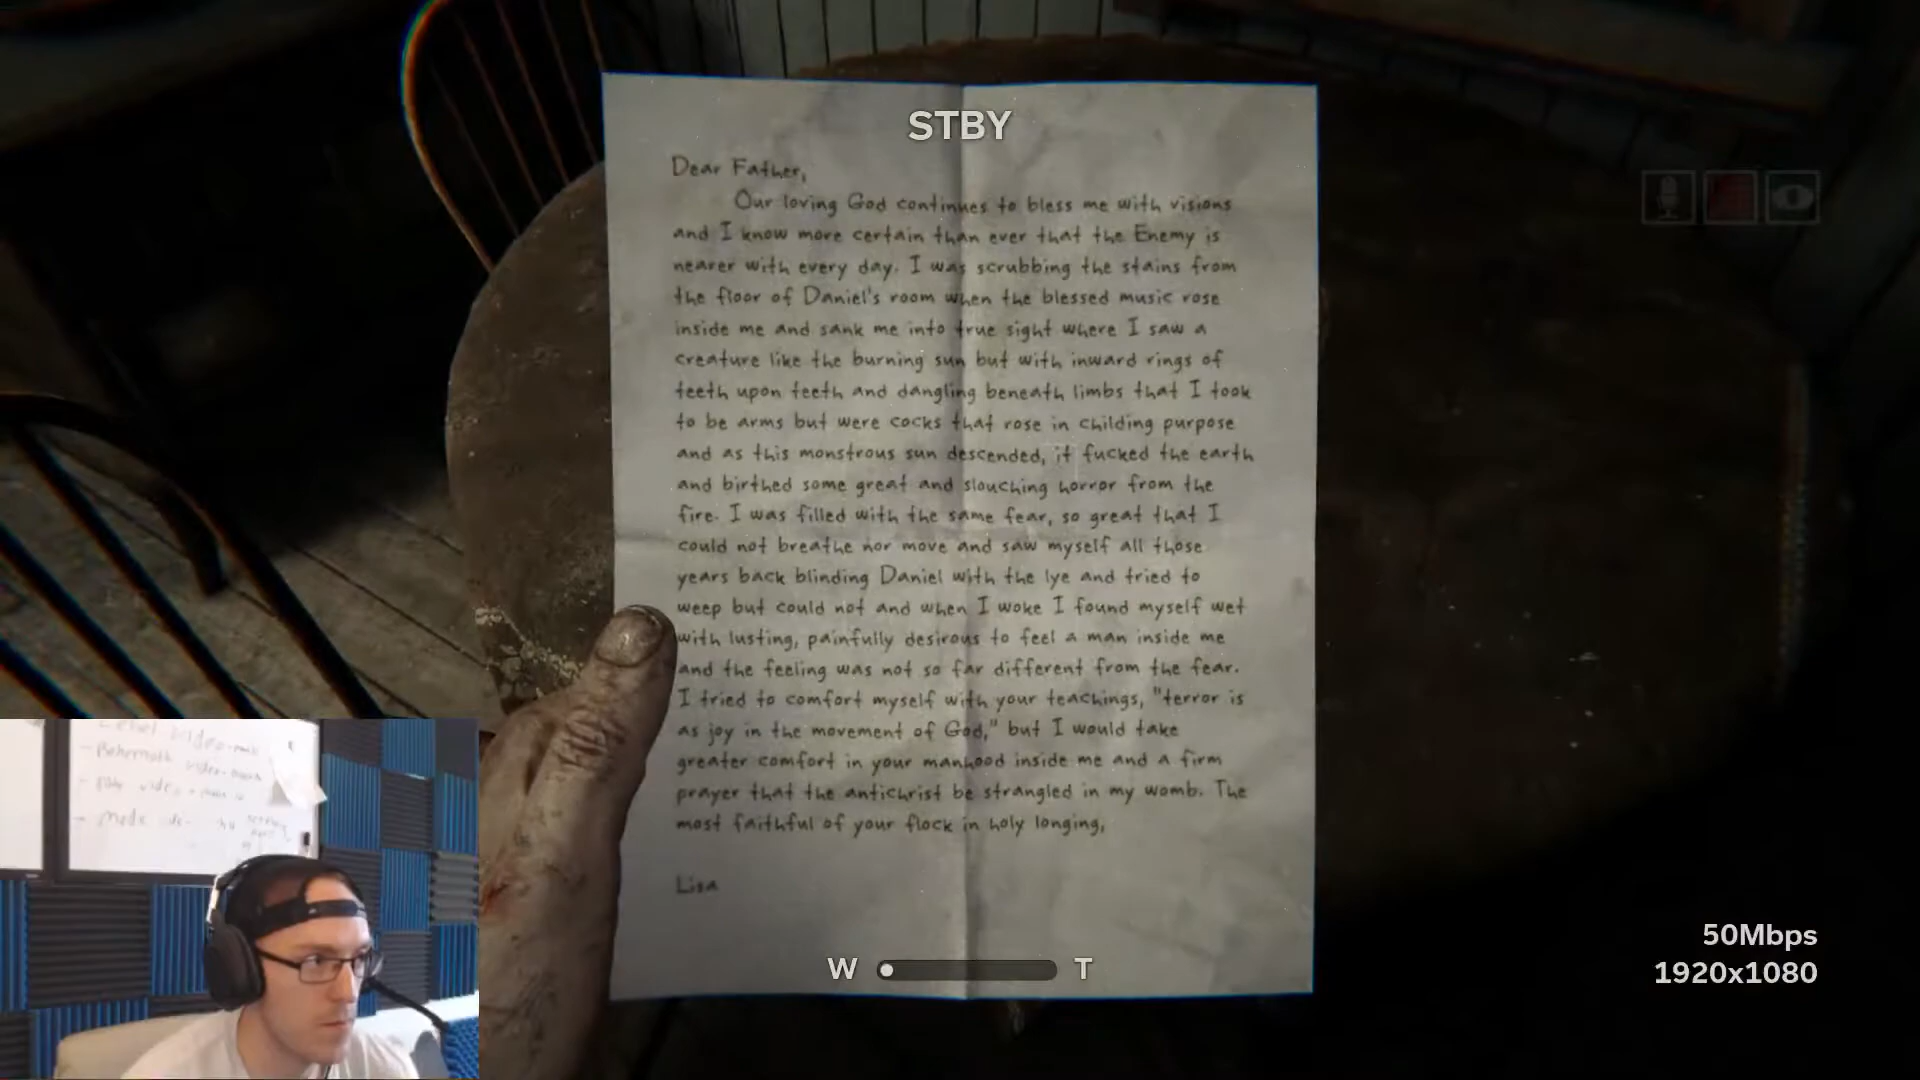 STBY
Dear Father,
Our loving God continues to bless me with visions
and I know more certain than ever that the Enemy is
nearer with every day. I was scrubbing the stains from
the floor of Daniel's room when the blessed music rose
inside me and sank me into true sight where I saw a
creature like the burning sun but with inward rings of
teeth upon teeth and dangling beneath limbs that I took
to be arms but were cocks that rose in childing purpose
and as this monstrous sun descended, it fucked the earth
and birthed some great and slouching horror from the
fire. I was filled with the same fear, so great that I
could not breathe nor move and saw myself all those
years back blinding Daniel with the lye and tried to
weep but could not and when I woke I found myself wet
with lusting, painfully desirous to feel a man inside me
and the feeling was not so far different from the fear.
I tried to comfort myself with your teachings, "terror is
as joy in the movement of God," but I would take
greater comfort in your manhood inside me and a firm
prayer that the antichrist be strangled in my womb. The
most faithful of your flock in holy longing,
Lisa
W T
50Mbps
1920x1080
- Behemoth video
video
- Mode